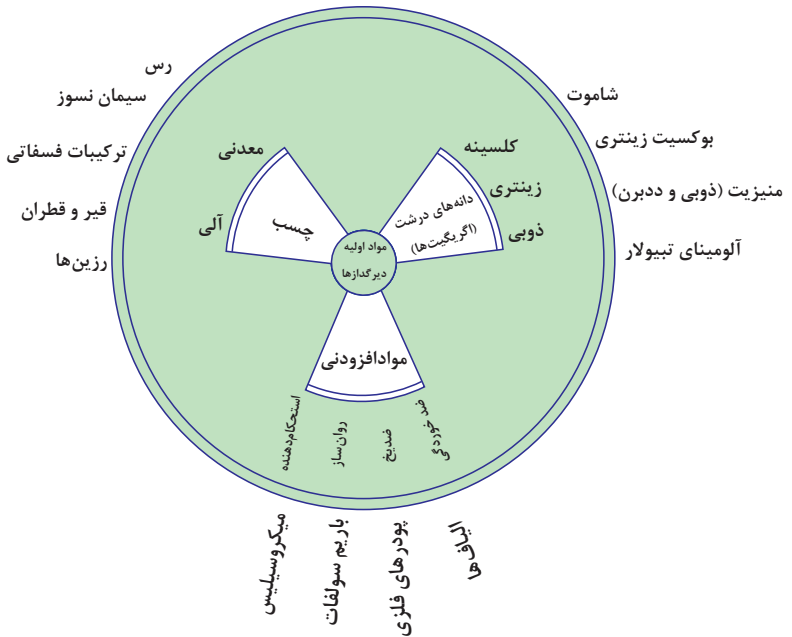 رس
سیمان نسوز
ترکیبات فسفاتی
قیر و قطران
رزین‌ها
شاموت
بوکسیت زینتری
منیزیت (ذوبی و ددبرن)
آلومینای تبیولار
معدنی
آلی
چسب
کلسینه
زینتری
ذوبی
دانه‌های درشت
(اگریگیت‌ها)
مواد اولیه
دیرگدازها
موادافزودنی
استحکام‌دهنده
روان‌ساز
ضدیخ
ضد خوردگی
میکروسیلیس
باریم سولفات
پودرهای فلزی
الیاف‌ها